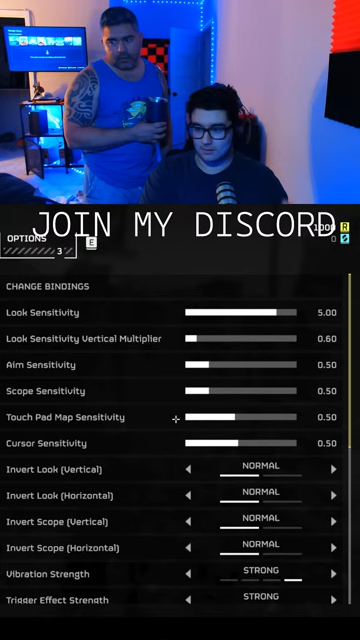 JOIN MY DISCORD
OPTIONS
3
E
R
0 S
CHANGE BINDINGS
Look Sensitivity 5.00
Look Sensitivity Vertical Multiplier 0.60
Aim Sensitivity 0.50
Scope Sensitivity 0.50
Touch Pad Map Sensitivity 0.50
Cursor Sensitivity 0.50
Invert Look (Vertical) NORMAL
Invert Look (Horizontal) NORMAL
Invert Scope (Vertical) NORMAL
Invert Scope (Horizontal) NORMAL
Vibration Strength STRONG
Trigger Effect Strength STRONG